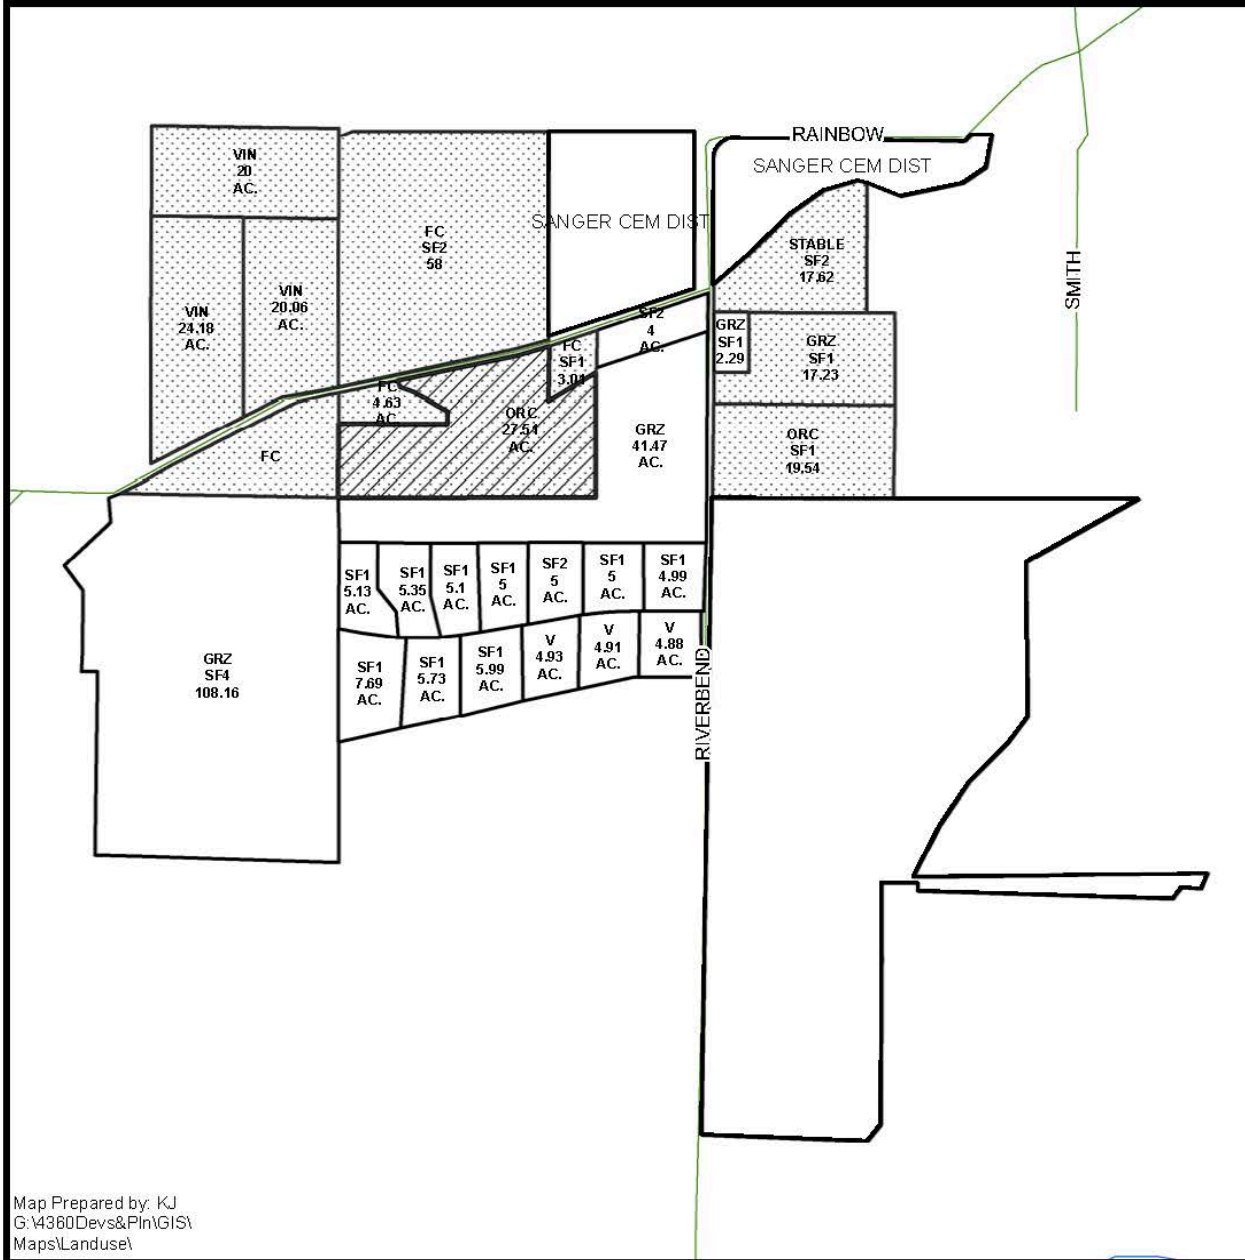 RAINBOW
SANGER CEM DIST
VIN
20
AC.
SANGER CEM DIST
FC
SF2
58
STABLE
SF2
17.62
SMITH
VIN
24.18
AC.
VIN
20.06
AC.
SF2
4
AC.
GRZ
SF1
2.29
GRZ
SF1
17.23
FC
SF1
3.01
FC
4.63
AC.
ORC
27.51
AC.
GRZ
41.47
AC.
ORC
SF1
19.54
FC
SF1
5.13
AC.
SF1
5.35
AC.
SF1
5.1
AC.
SF1
5
AC.
SF2
5
AC.
SF1
5
AC.
SF1
4.99
AC.
GRZ
SF4
108.16
SF1
7.69
AC.
SF1
5.73
AC.
SF1
5.99
AC.
V
4.93
AC.
V
4.91
AC.
V
4.88
AC.
RIVERBEND
Map Prepared by: KJ
G:\4360Devs&Pln\GIS\
Maps\Landuse\